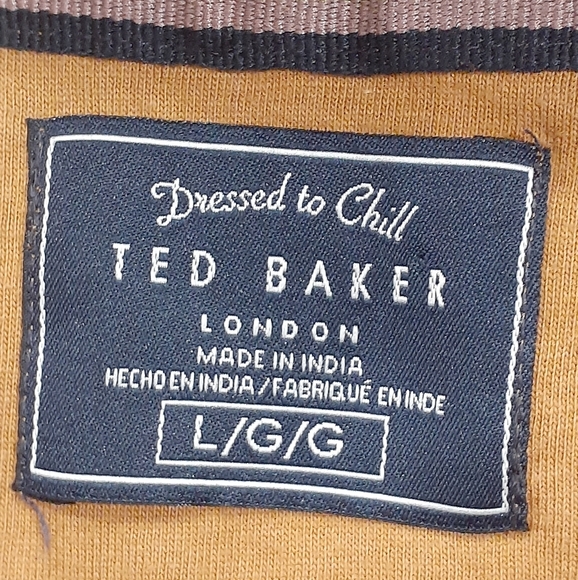 Dressed to Chill
TED BAKER
LONDON
MADE IN INDIA
HECHO EN INDIA / FABRIQUÉ EN INDE
L/G/G